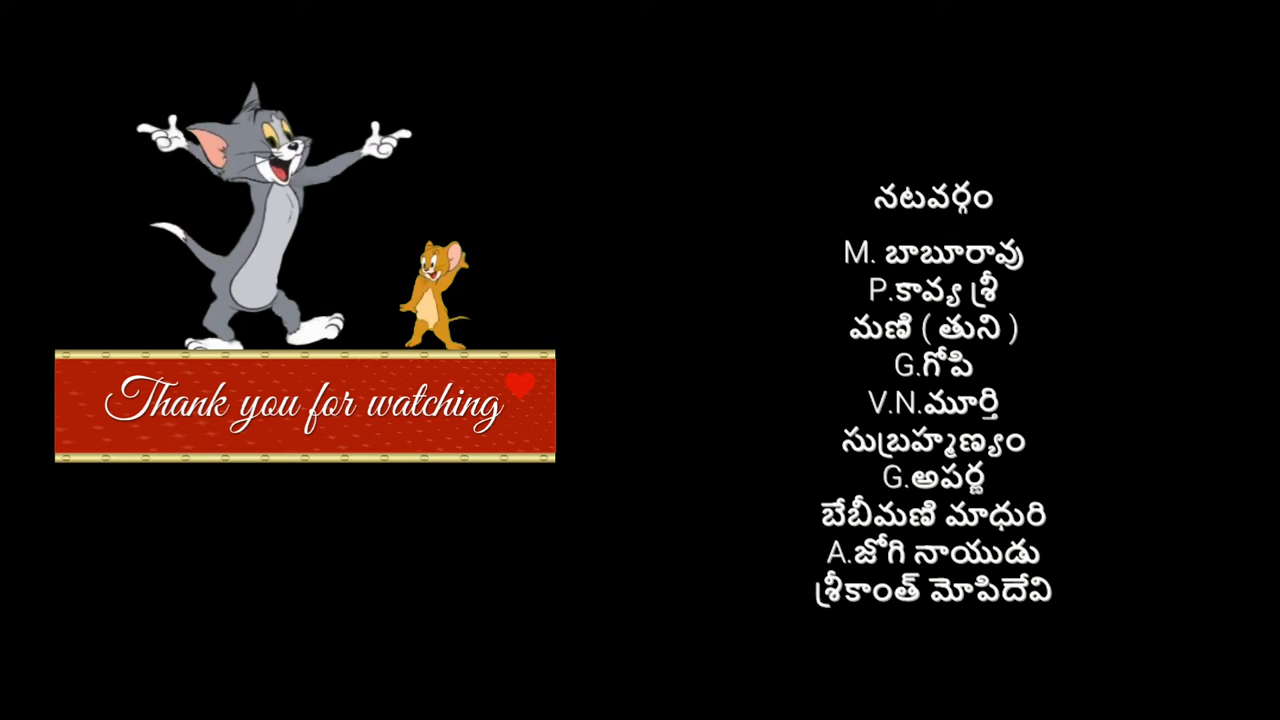 Thank you for watching
నటవర్గం
M. బాబూరావు
P.కావ్య శ్రీ
మణి ( తుని )
G.గోపి
V.N.మూర్తి
సుబ్రహ్మణ్యం
G.అపర్ణ
బేబీమణి మాధురి
A.జోగి నాయుడు
శ్రీకాంత్ మోపిదేవి